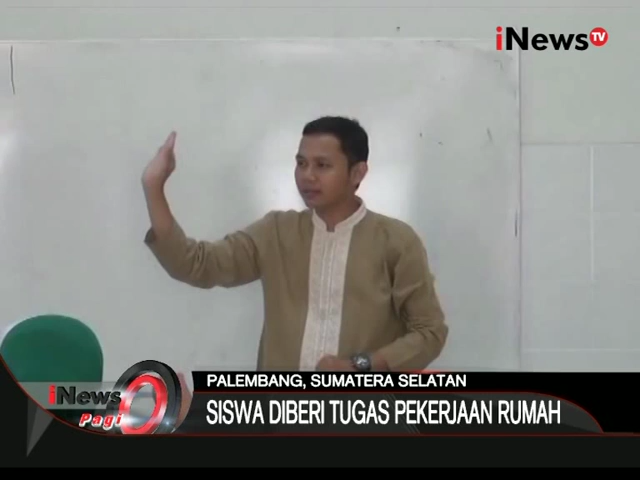 iNews TV
PALEMBANG, SUMATERA SELATAN
iNews
Pagi
SISWA DIBERI TUGAS PEKERJAAN RUMAH